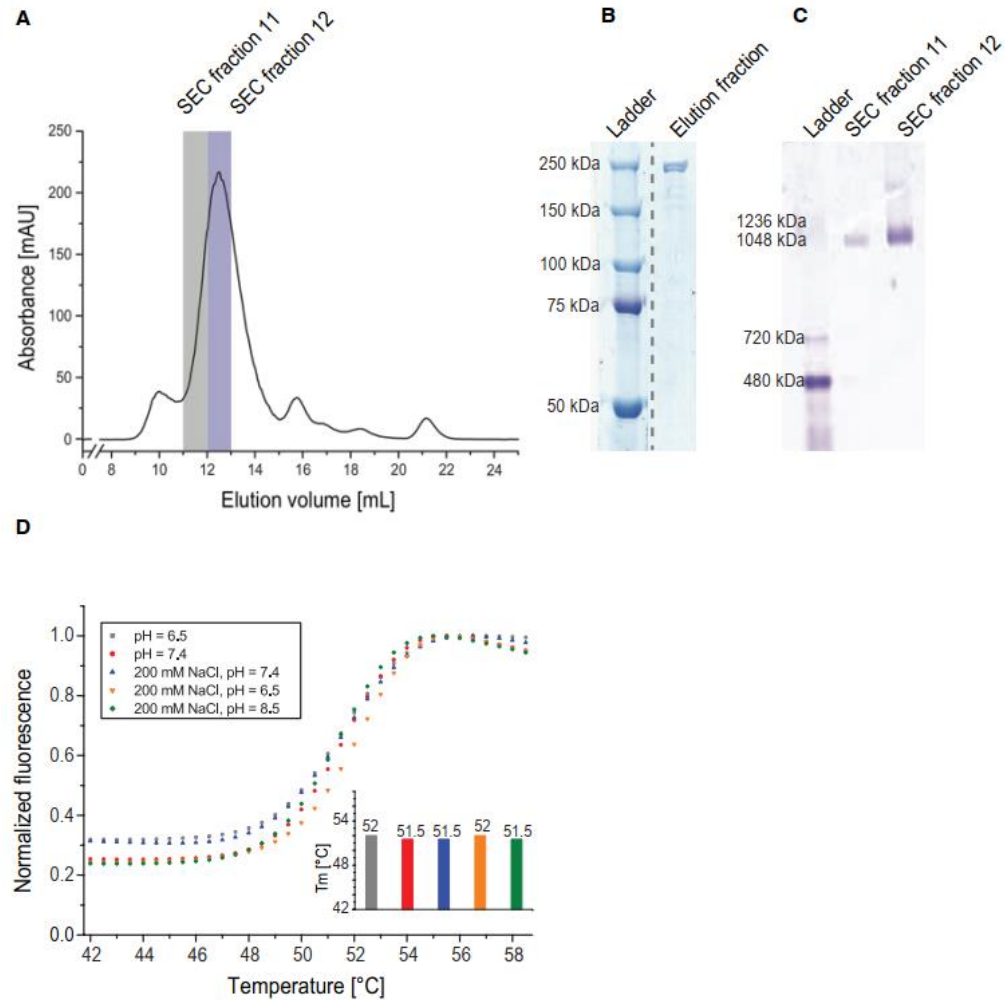 A
SEC fraction 11
SEC fraction 12
Absorbance [mAU]
250
200
150
100
50
0
0 8 10 12 14 16 18 20 22 24
Elution volume [mL]
B
Ladder
Elution fraction
250 kDa
150 kDa
100 kDa
75 kDa
50 kDa
C
Ladder
SEC fraction 11
SEC fraction 12
1236 kDa
1048 kDa
720 kDa
480 kDa
D
Normalized fluorescence
1.0
0.8
0.6
0.4
0.2
0.0
pH = 6.5
pH = 7.4
200 mM NaCl, pH = 7.4
200 mM NaCl, pH = 6.5
200 mM NaCl, pH = 8.5
Tm [°C]
54
48
42
52 51.5 51.5 52 51.5
42 44 46 48 50 52 54 56 58
Temperature [°C]